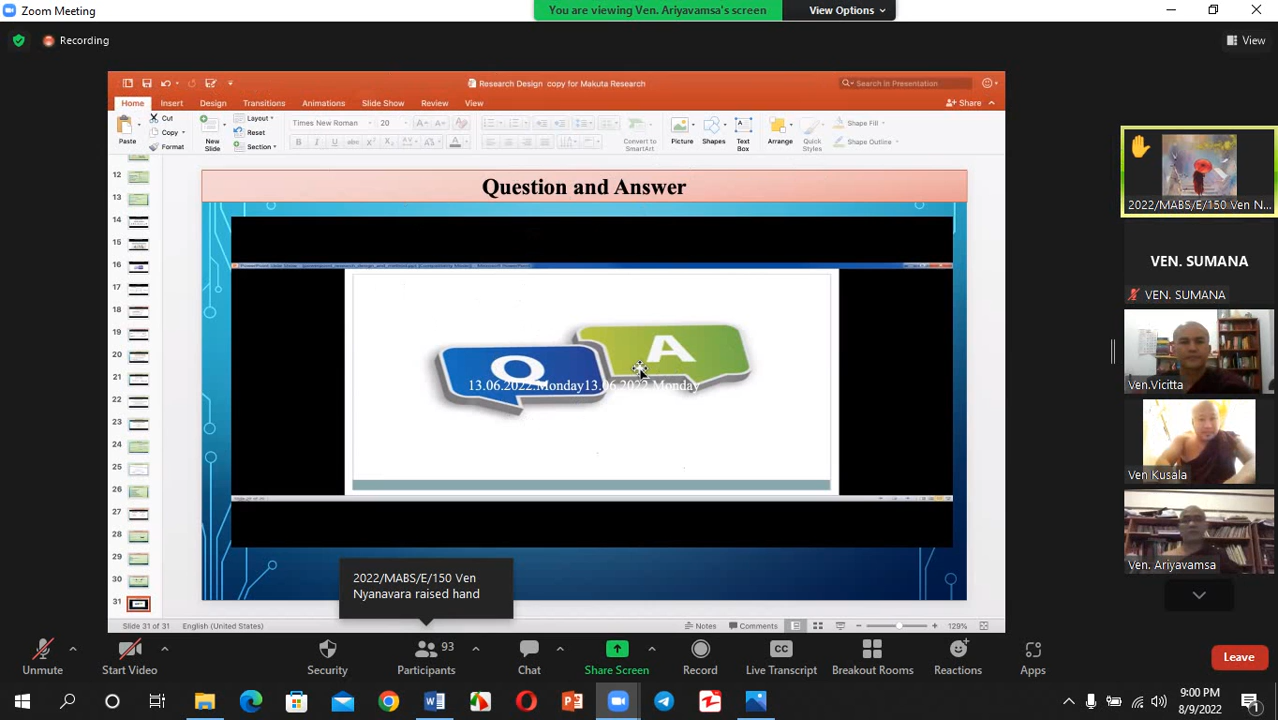 Zoom Meeting
You are viewing Ven. Ariyavamsa's screen
View Options
Recording
View
Research Design copy for Makuta Research
Search in Presentation
Home Insert Design Transitions Animations Slide Show Review View
Share
Paste
Cut
Copy
Format
New Slide
Layout
Reset
Section
Times New Roman
20
Convert to SmartArt
Picture
Shapes
Text Box
Arrange
Quick Styles
Shape Fill
Shape Outline
12
13
14
15
16
17
18
19
20
21
22
23
24
25
26
27
28
29
30
31
Question and Answer
Q
A
13.06.2022.Monday13.06.2022.Monday
2022/MABS/E/150 Ven N...
VEN. SUMANA
VEN. SUMANA
Ven.Vicitta
Ven Kusala
Ven. Ariyavamsa
2022/MABS/E/150 Ven
Nyanavara raised hand
Slide 31 of 31
English (United States)
Notes
Comments
129%
Unmute
Start Video
Security
Participants
93
Chat
Share Screen
Record
CC
Live Transcript
Breakout Rooms
Reactions
Apps
Leave
9:00 PM
8/9/2022
1